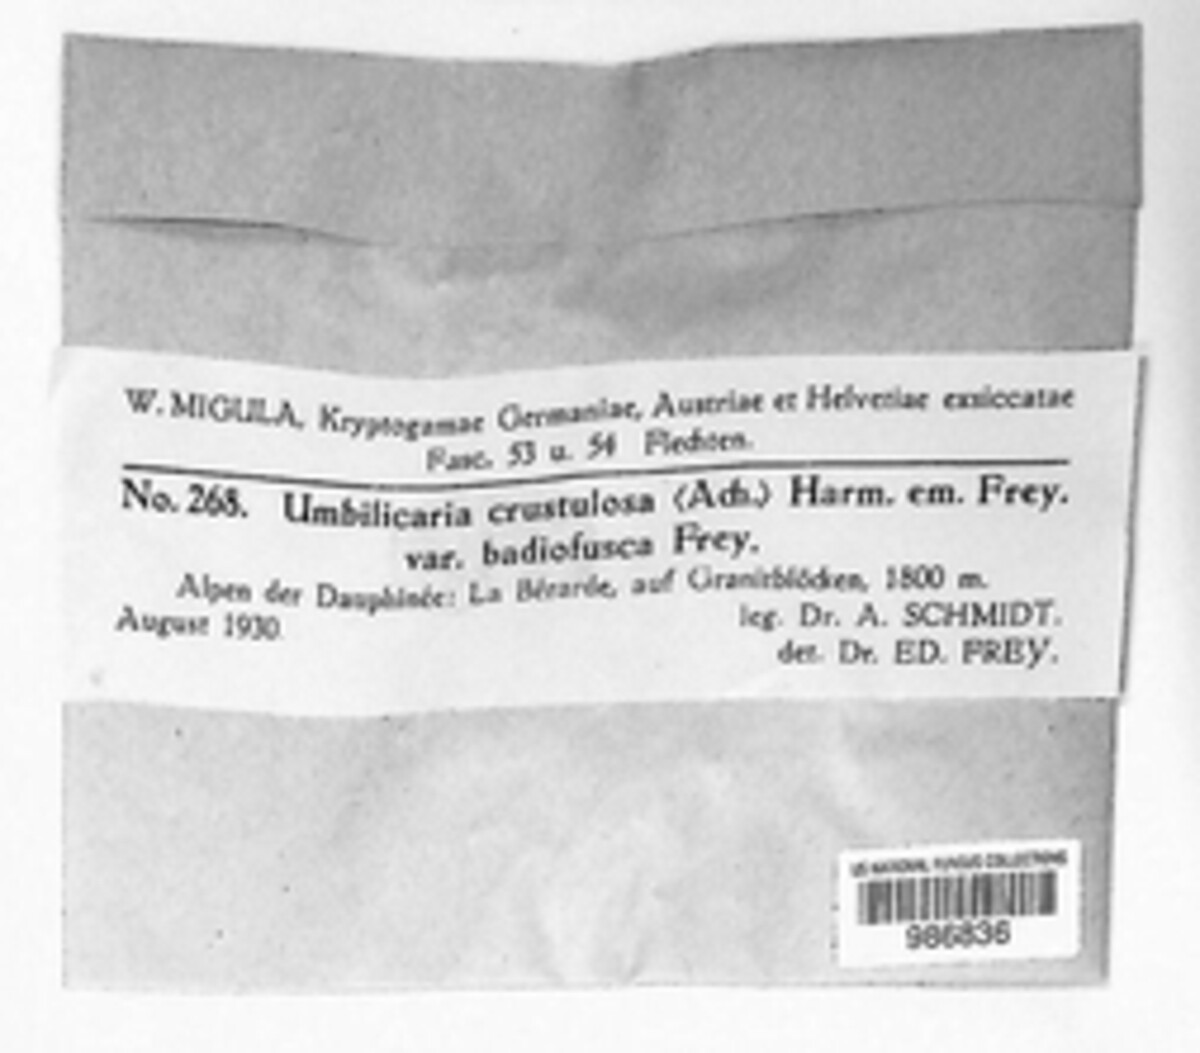 W. MIGULA, Kryptogamae Germaniae, Austriae et Helvetiae exsiccatae
Fasc. 53 u. 54 Flechten.
No. 268. Umbilicaria crustulosa (Ach.) Harm. em. Frey.
var. badiofusca Frey.
Alpen der Dauphinée: La Bérarde, auf Granitblöcken, 1800 m.
August 1930. leg. Dr. A. SCHMIDT.
det. Dr. ED. FREY.
US NATIONAL FUNGUS COLLECTIONS
986836